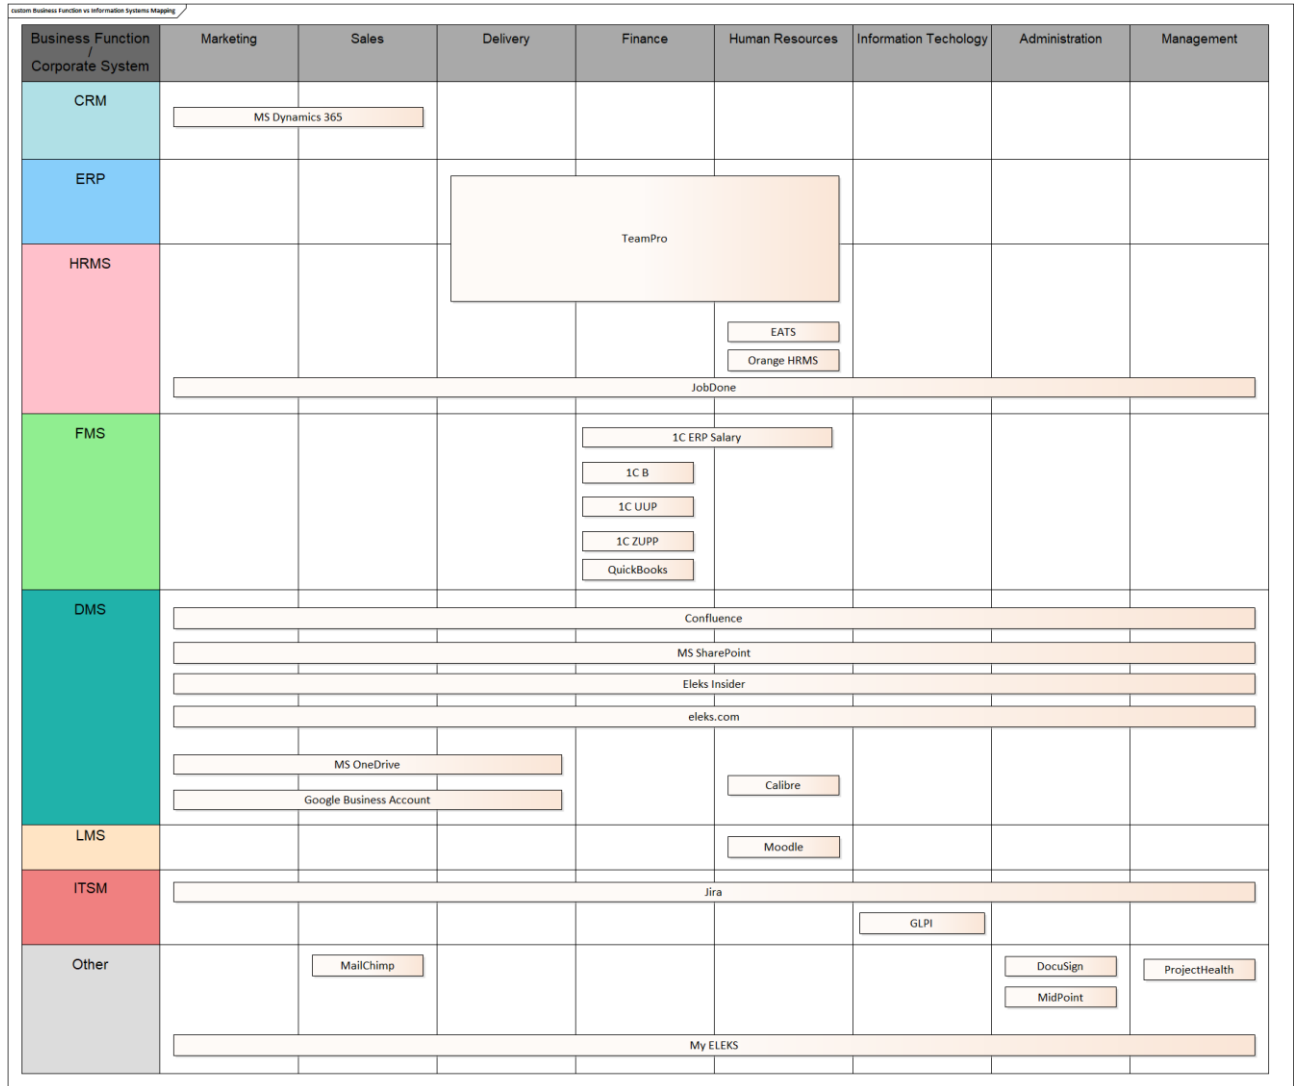 custom Business Function vs Information Systems Mapping
Business Function
/
Corporate System
Marketing
Sales
Delivery
Finance
Human Resources
Information Techology
Administration
Management
CRM
MS Dynamics 365
ERP
TeamPro
HRMS
EATS
Orange HRMS
JobDone
FMS
1C ERP Salary
1C B
1C UUP
1C ZUPP
QuickBooks
DMS
Confluence
MS SharePoint
Eleks Insider
eleks.com
MS OneDrive
Calibre
Google Business Account
LMS
Moodle
ITSM
Jira
GLPI
Other
MailChimp
DocuSign
ProjectHealth
MidPoint
My ELEKS